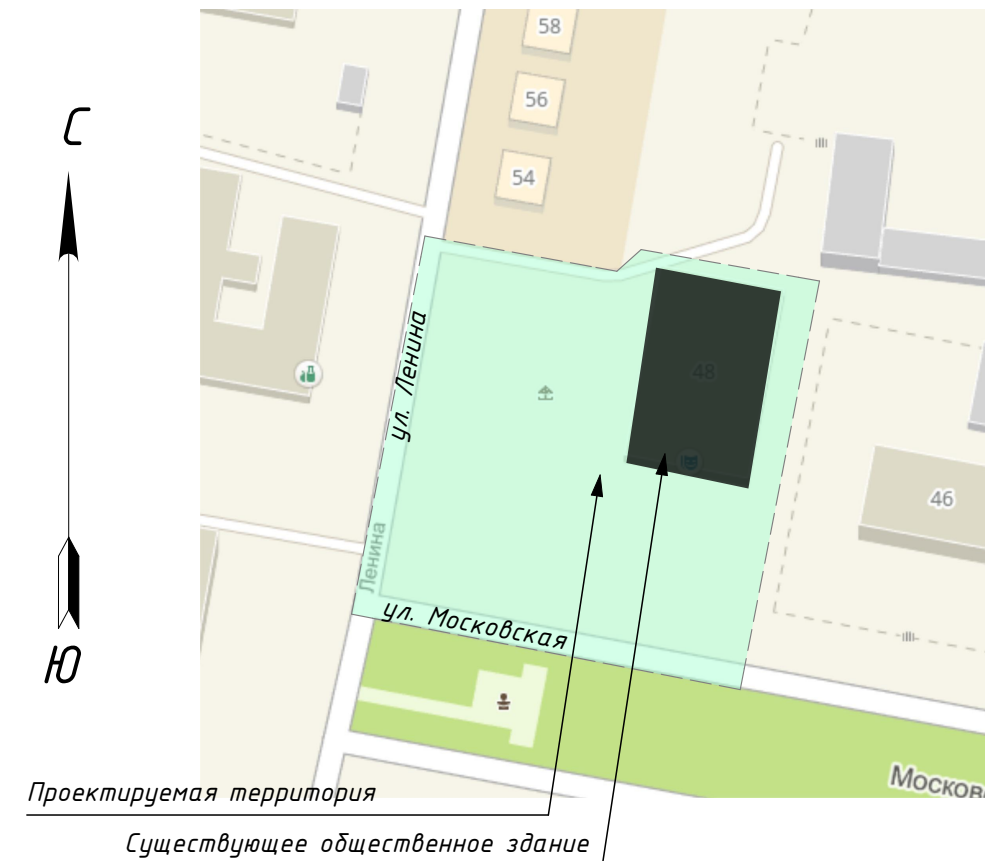 58
С
56
54
ул. Ленина
48
46
Ленина
ул. Московская
Ю
Москов
Проектируемая территория
Существующее общественное здание